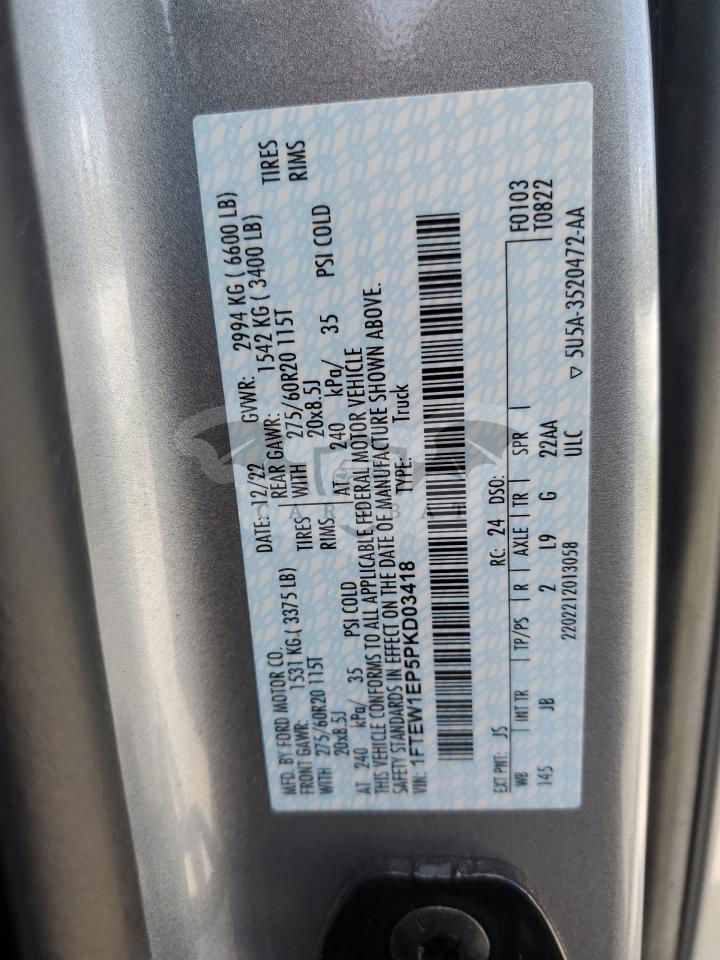 MFD. BY FORD MOTOR CO. DATE: 12/22 GVWR: 2994 KG ( 6600 LB)
FRONT GAWR: 1531 KG ( 3375 LB) REAR GAWR: 1542 KG ( 3400 LB)
WITH 275/60R20 115T TIRES WITH 275/60R20 115T TIRES
20x8.5J RIMS 20x8.5J RIMS
AT 240 kPa/ 35 PSI COLD AT 240 kPa/ 35 PSI COLD
THIS VEHICLE CONFORMS TO ALL APPLICABLE FEDERAL MOTOR VEHICLE
SAFETY STANDARDS IN EFFECT ON THE DATE OF MANUFACTURE SHOWN ABOVE.
VIN: 1FTEW1EP5PKD03418 TYPE: Truck
EXT PNT: JS RC: 24 DSO: F0103
WB INT TR TP/PS R AXLE TR SPR T0822
145 JB 2 L9 G 22AA
2202212013058 ULC ▽ 5U5A-3520472-AA